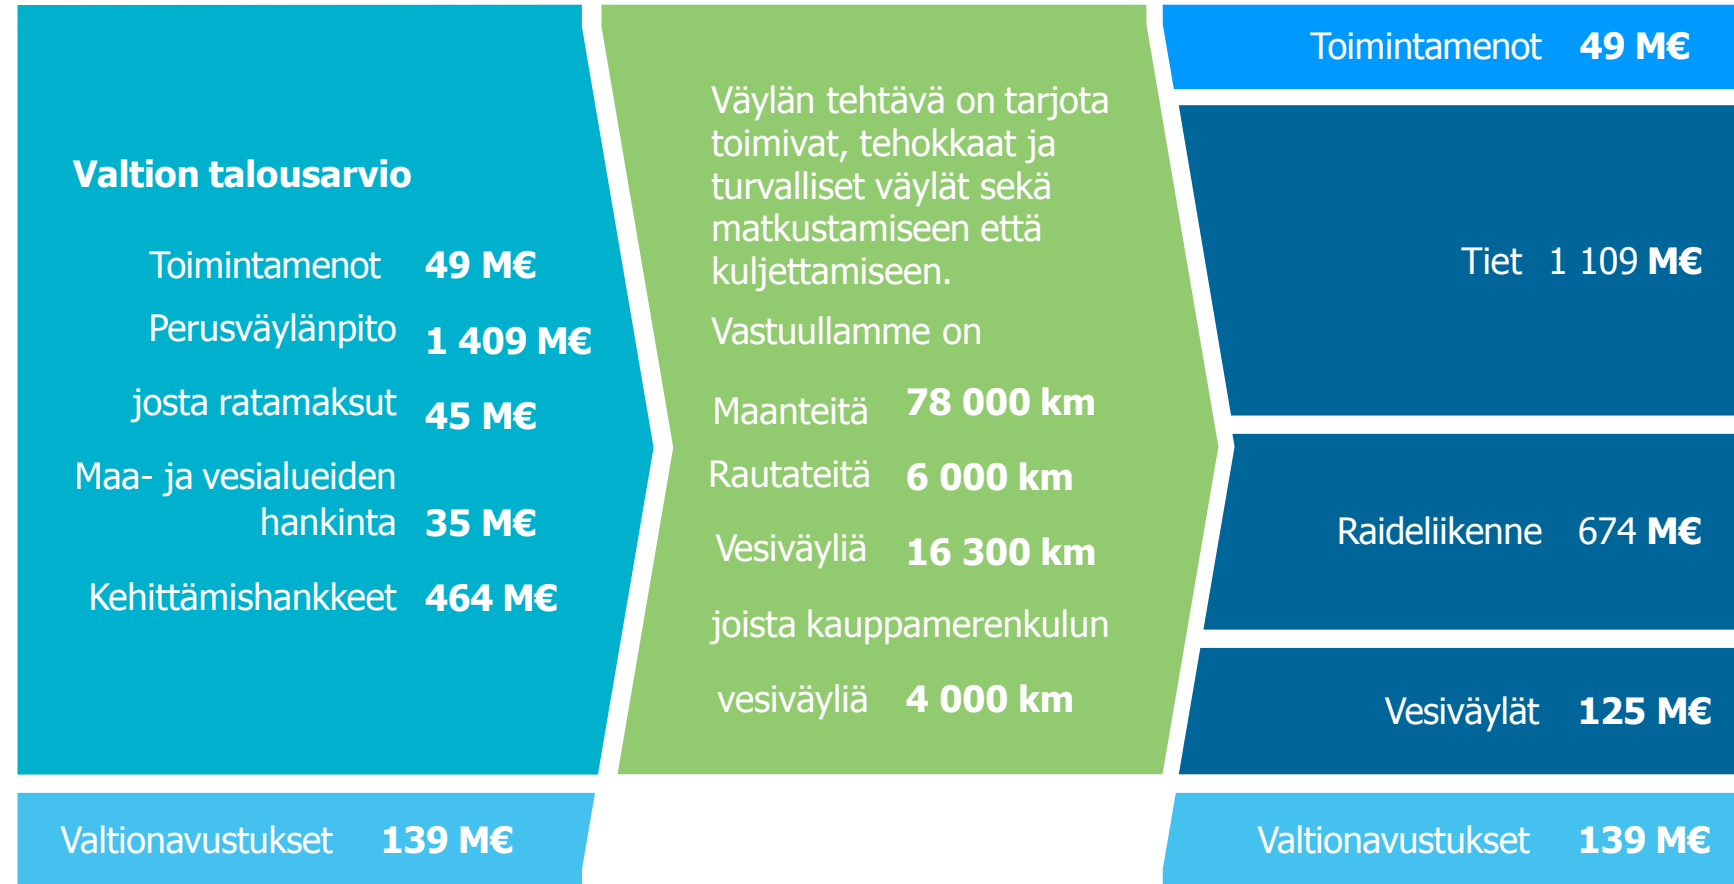 Valtion talousarvio
Toimintamenot 49 M€
Perusväylänpito 1 409 M€
josta ratamaksut 45 M€
Maa- ja vesialueiden
hankinta 35 M€
Kehittämishankkeet 464 M€
Valtionavustukset 139 M€
Väylän tehtävä on tarjota
toimivat, tehokkaat ja
turvalliset väylät sekä
matkustamiseen että
kuljettamiseen.
Vastuullamme on
Maanteitä 78 000 km
Rautateitä 6 000 km
Vesiväyliä 16 300 km
joista kauppamerenkulun
vesiväyliä 4 000 km
Toimintamenot 49 M€
Tiet 1 109 M€
Raideliikenne 674 M€
Vesiväylät 125 M€
Valtionavustukset 139 M€